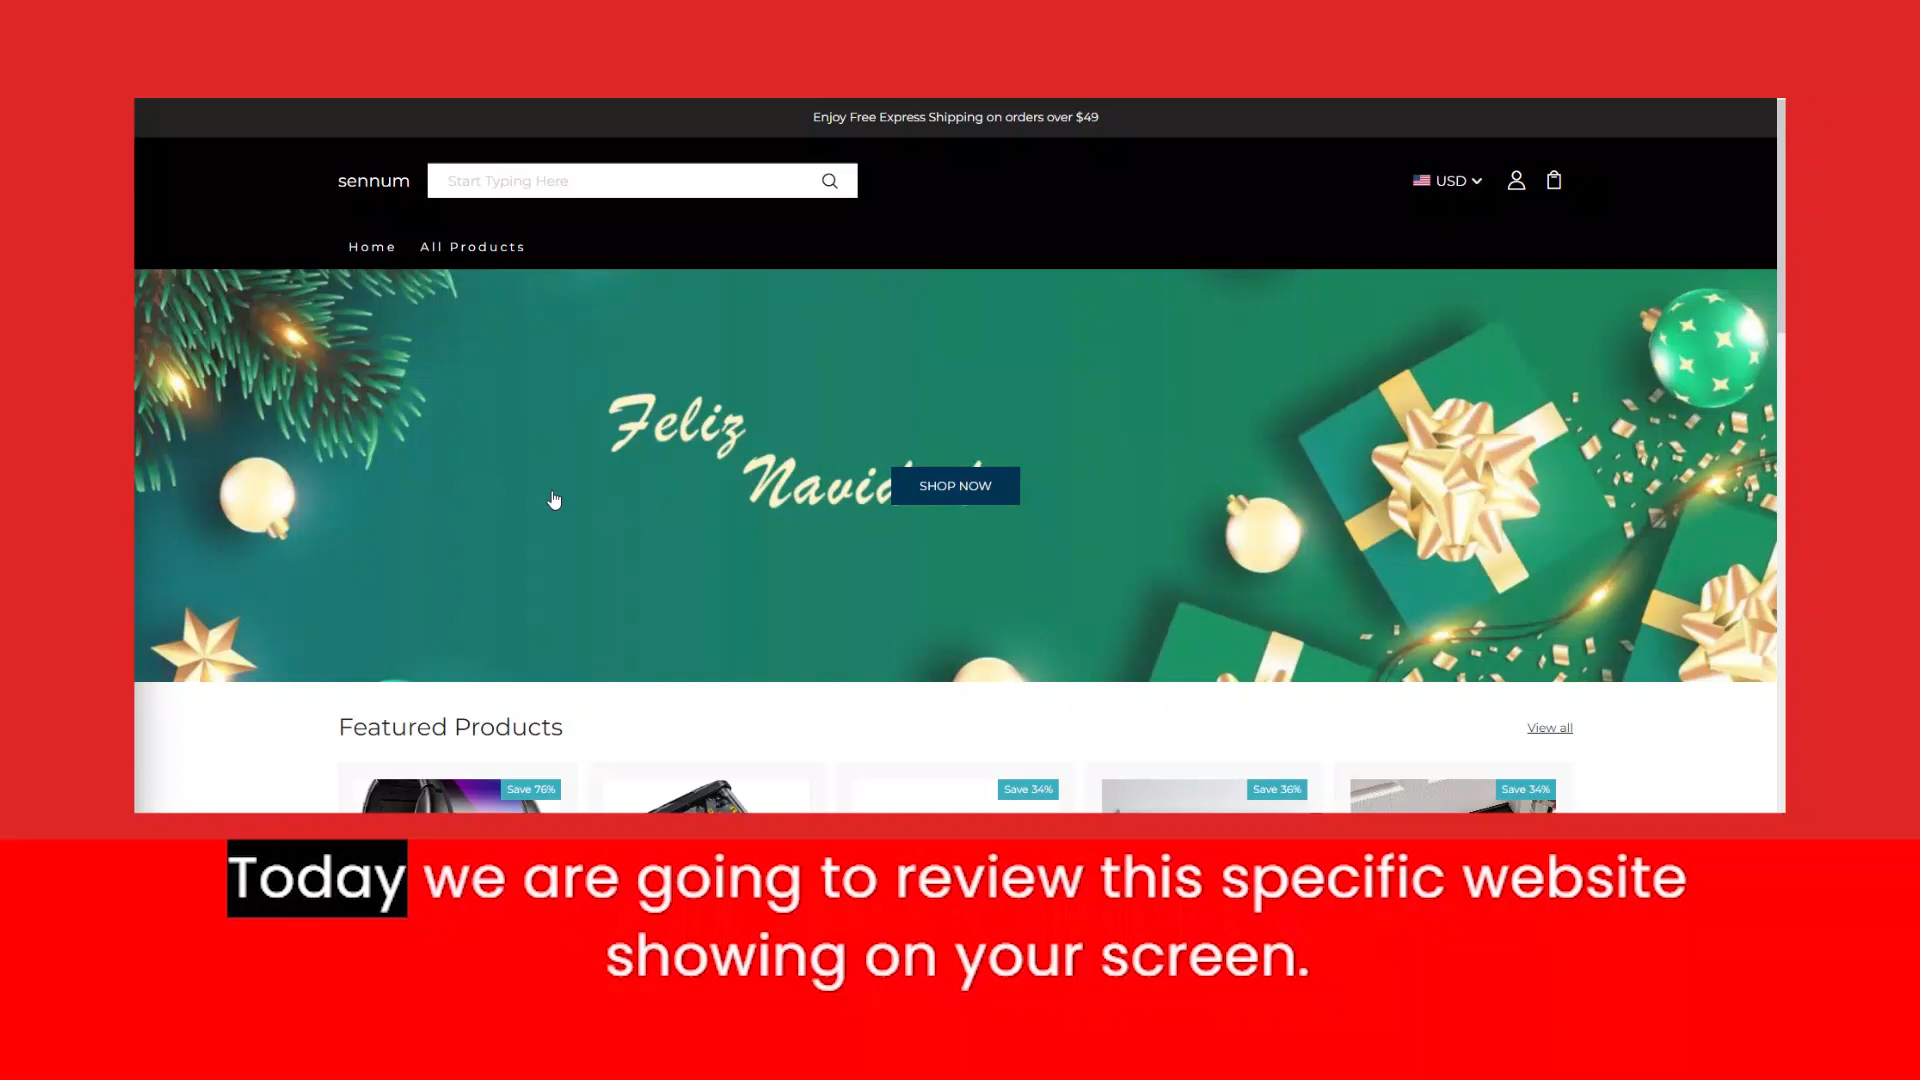 Enjoy Free Express Shipping on orders over $49
sennum
Start Typing Here
USD
Home
All Products
Feliz
SHOP NOW
Featured Products
View all
Save 76%
Save 34%
Save 36%
Save 34%
Today we are going to review this specific website
showing on your screen.